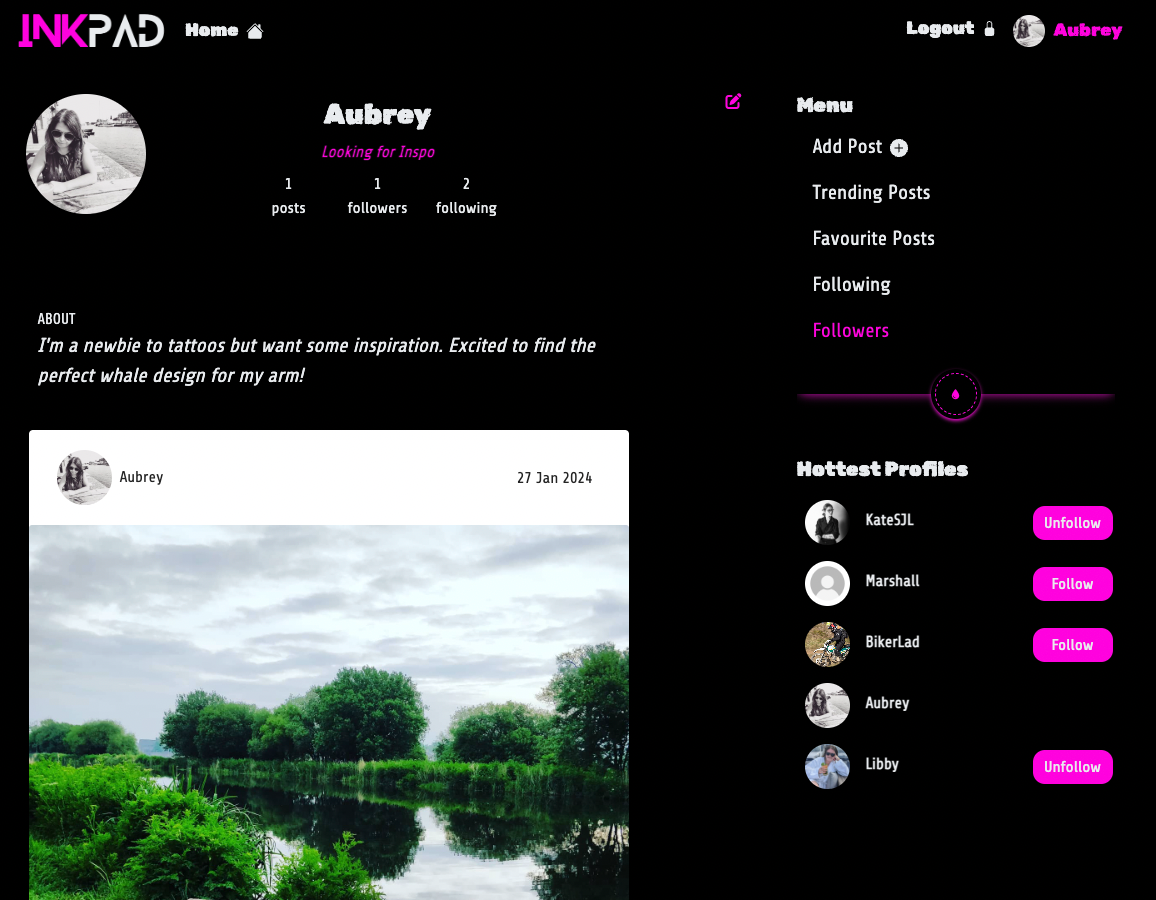 INKPAD Home Logout Aubrey
Aubrey
Looking for Inspo
1 1 2
posts followers following
ABOUT
I'm a newbie to tattoos but want some inspiration. Excited to find the
perfect whale design for my arm!
Aubrey 27 Jan 2024
Menu
Add Post
Trending Posts
Favourite Posts
Following
Followers
Hottest Profiles
KateSJL Unfollow
Marshall Follow
BikerLad Follow
Aubrey
Libby Unfollow